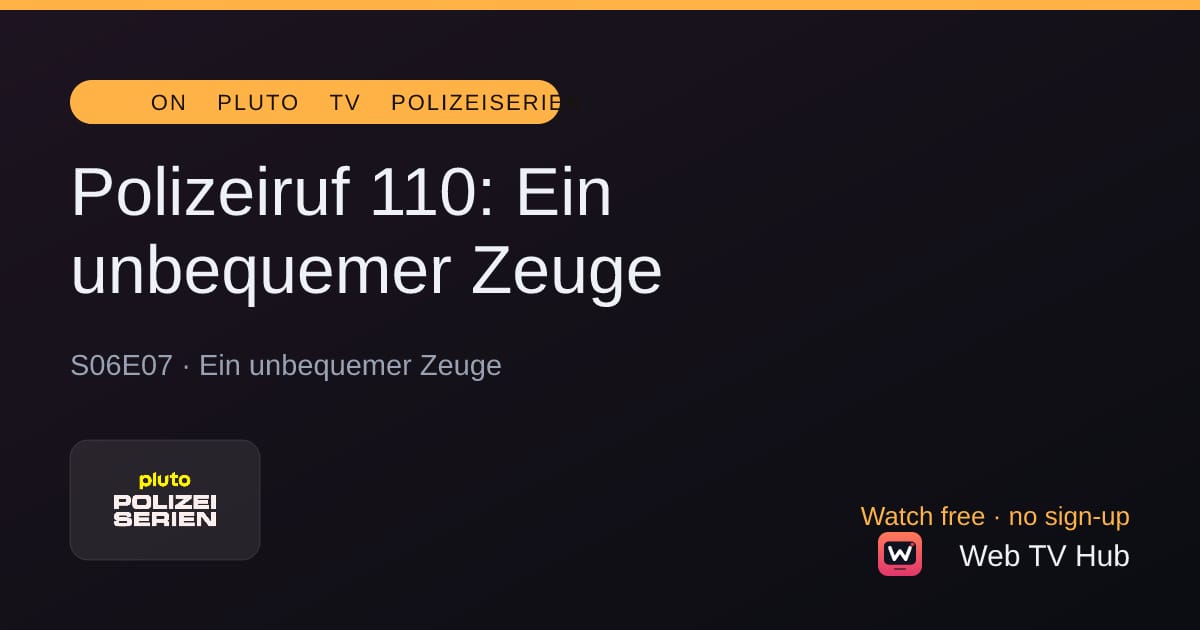 ON PLUTO TV POLIZEISERIE
Polizeiruf 110: Ein
unbequemer Zeuge
S06E07 · Ein unbequemer Zeuge
pluto
POLIZEI
SERIEN
Watch free · no sign-up
W
Web TV Hub